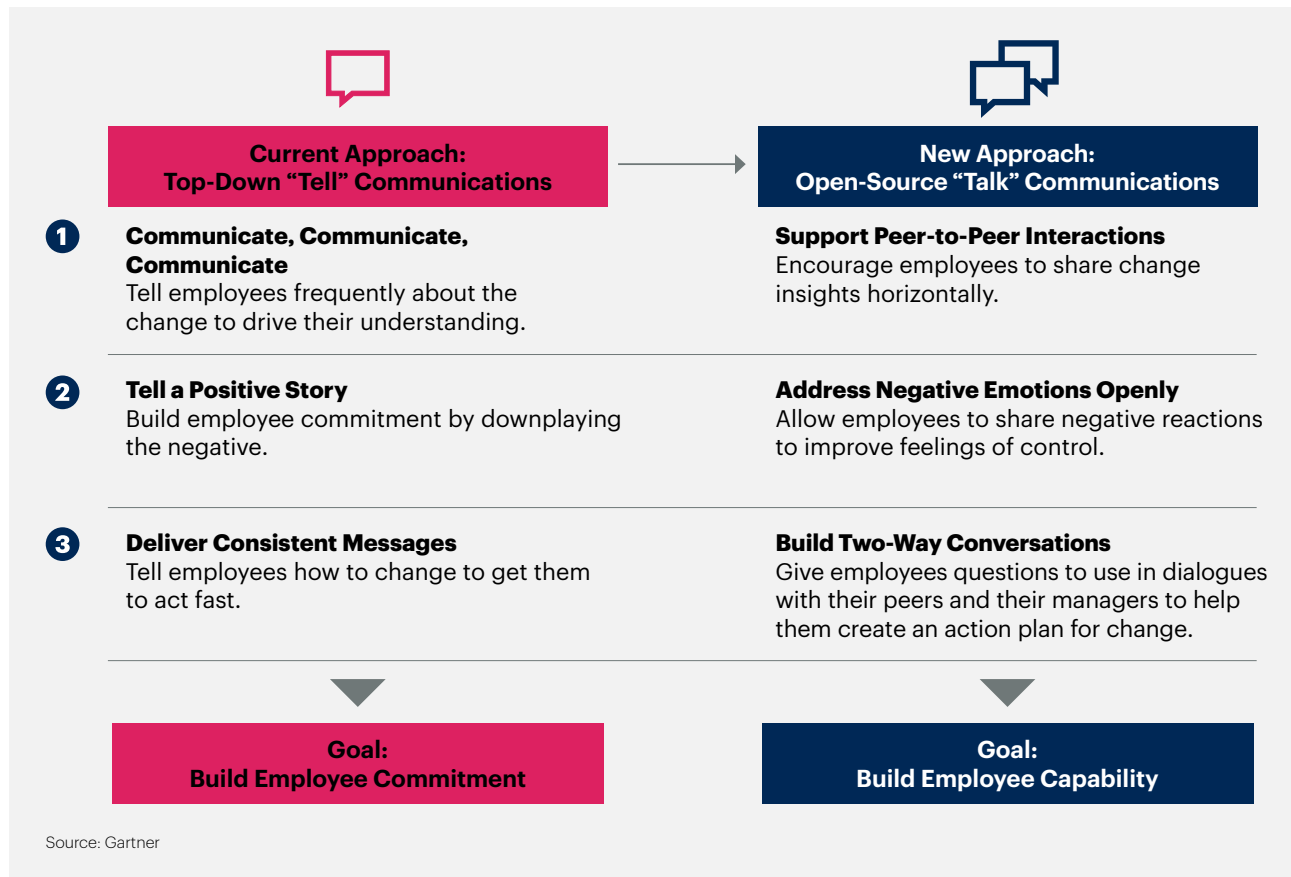 Current Approach:
Top-Down “Tell” Communications
New Approach:
Open-Source “Talk” Communications
1
Communicate, Communicate,
Communicate
Tell employees frequently about the
change to drive their understanding.
Support Peer-to-Peer Interactions
Encourage employees to share change
insights horizontally.
2
Tell a Positive Story
Build employee commitment by downplaying
the negative.
Address Negative Emotions Openly
Allow employees to share negative reactions
to improve feelings of control.
3
Deliver Consistent Messages
Tell employees how to change to get them
to act fast.
Build Two-Way Conversations
Give employees questions to use in dialogues
with their peers and their managers to help
them create an action plan for change.
Goal:
Build Employee Commitment
Goal:
Build Employee Capability
Source: Gartner